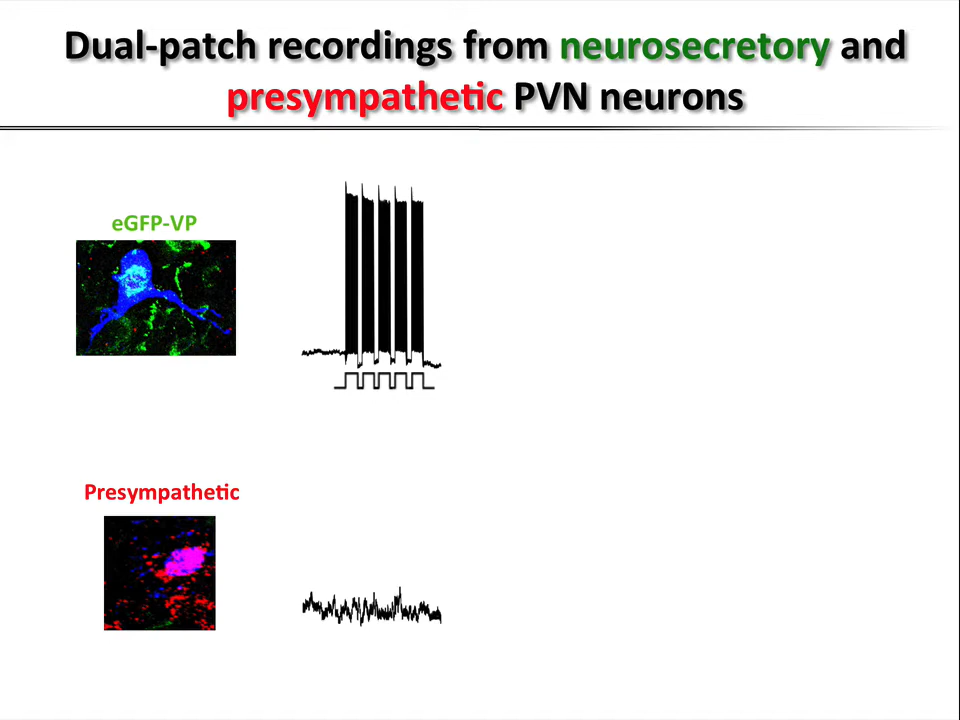 Dual-patch recordings from neurosecretory and
presympathetic PVN neurons
eGFP-VP
Presympathetic